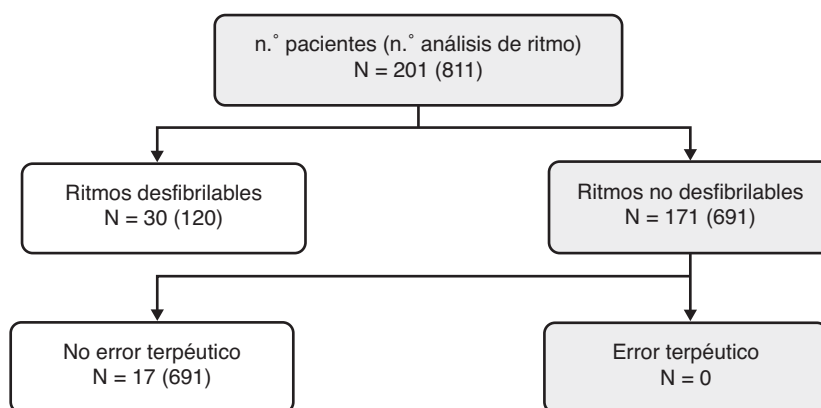 n.° pacientes (n.° análisis de ritmo)
N = 201 (811)
Ritmos desfibrilables
N = 30 (120)
Ritmos no desfibrilables
N = 171 (691)
No error terpéutico
N = 17 (691)
Error terpéutico
N = 0